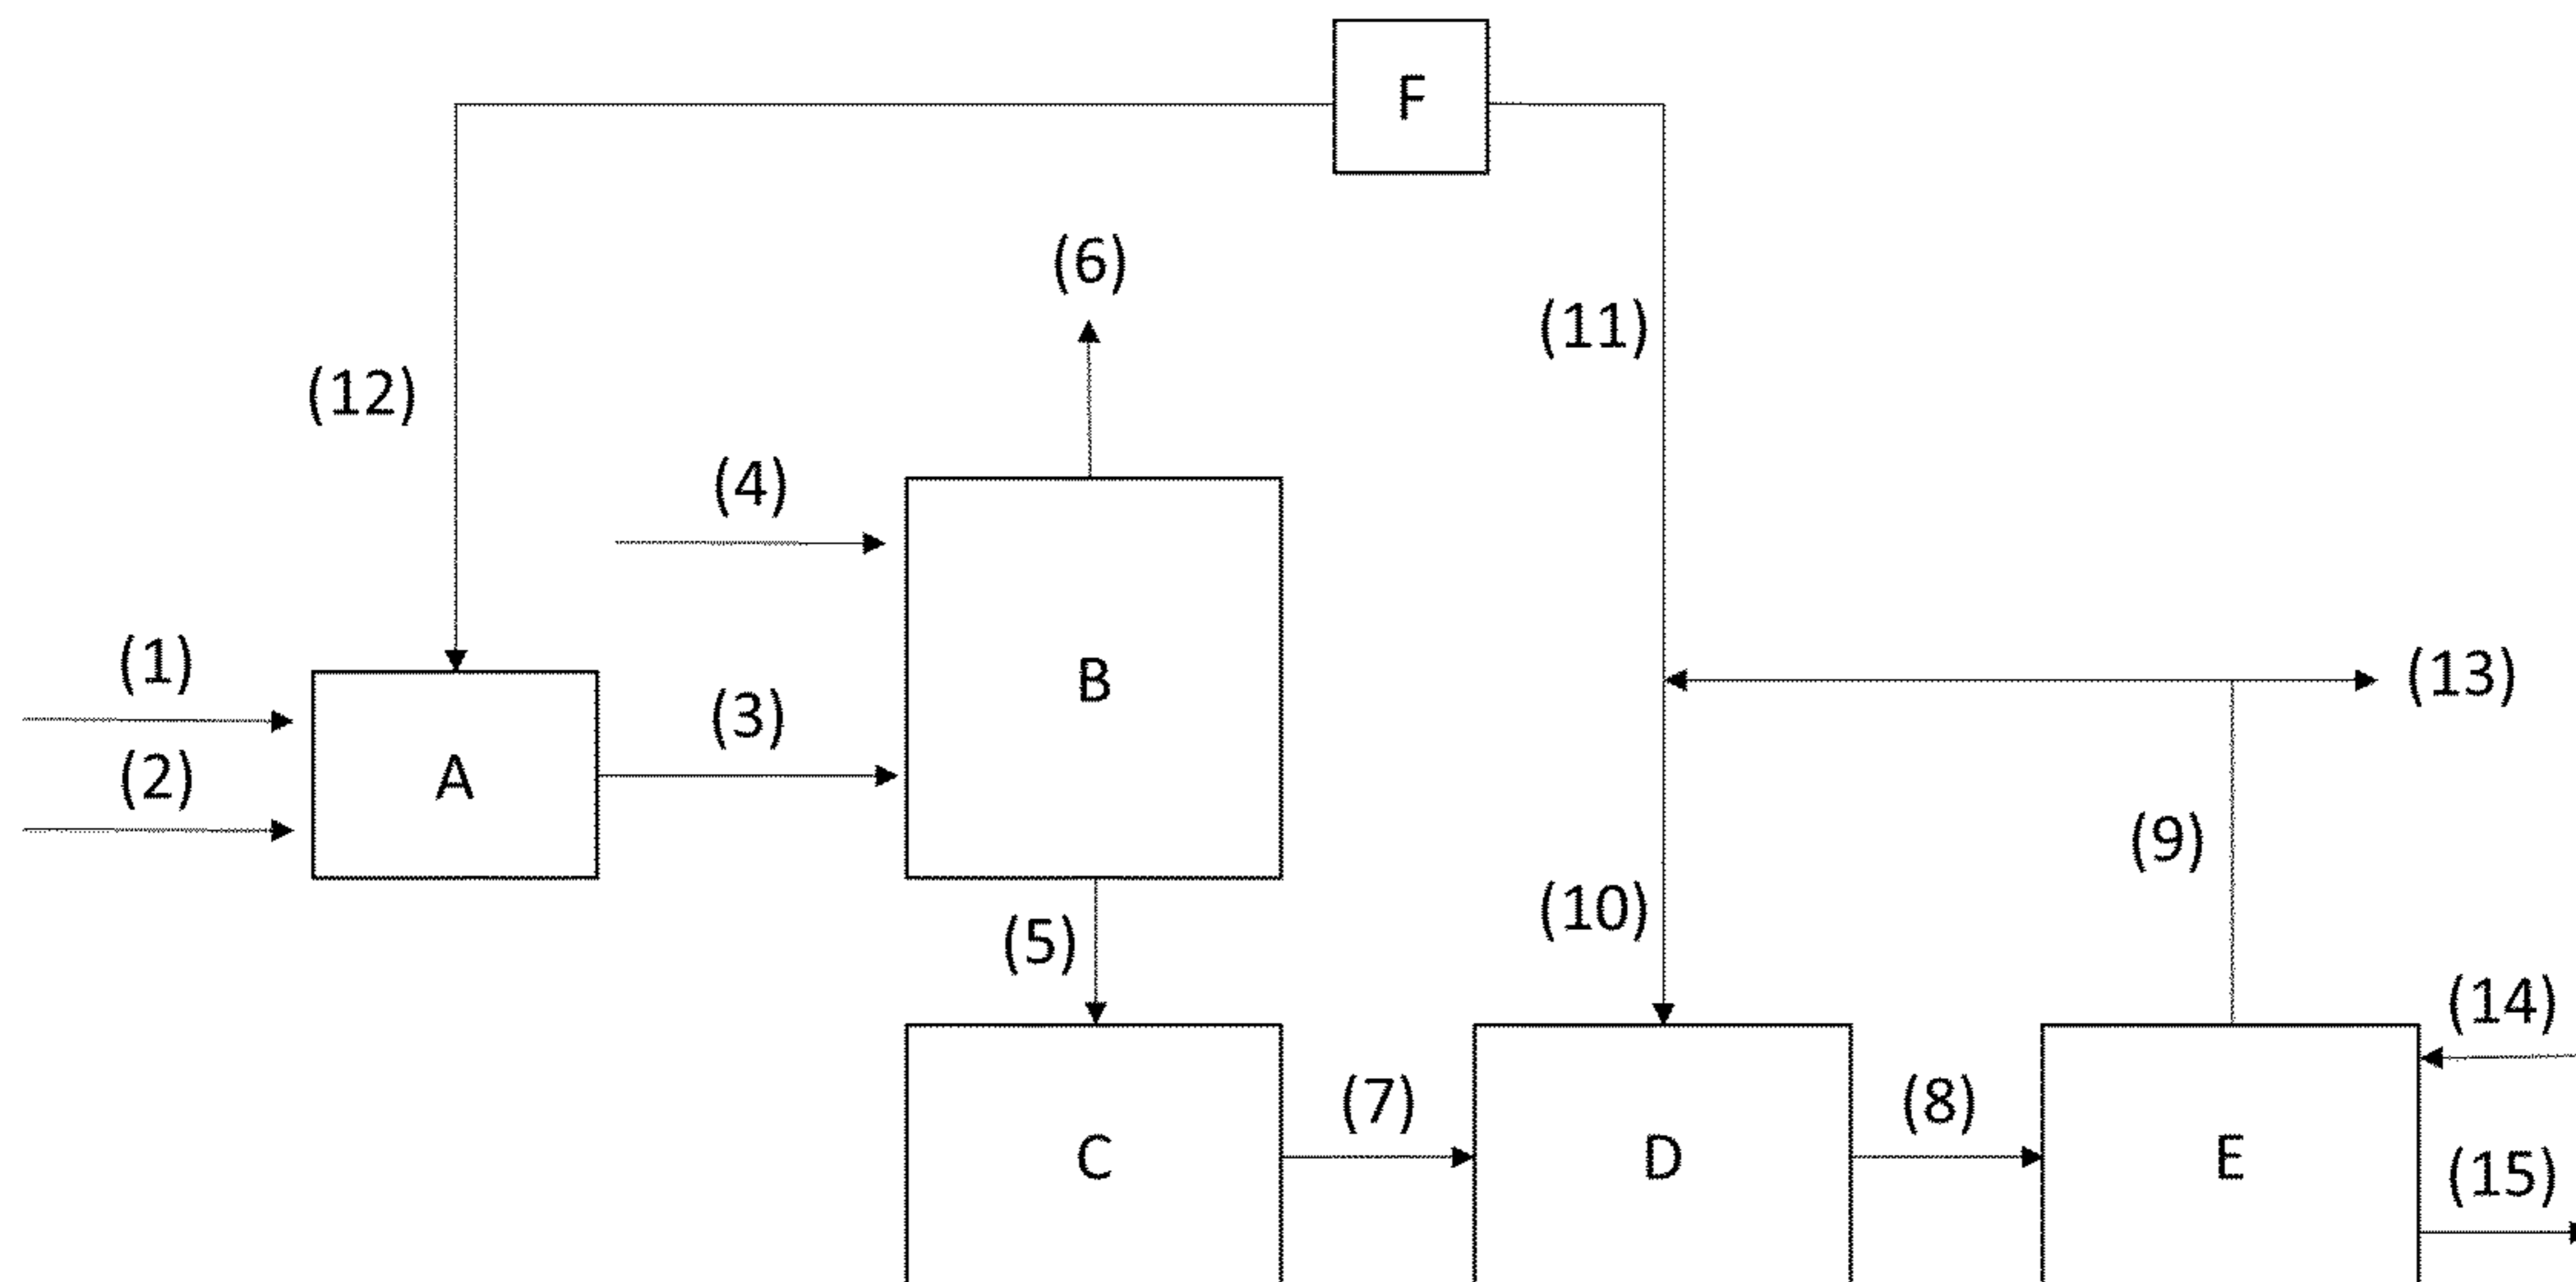 F
(6)
(11)
(12)
(4)
(1)
(13)
B
(3)
(2)
A
(9)
(10)
(5)
(14)
(7)
(8)
C
D
E
(15)